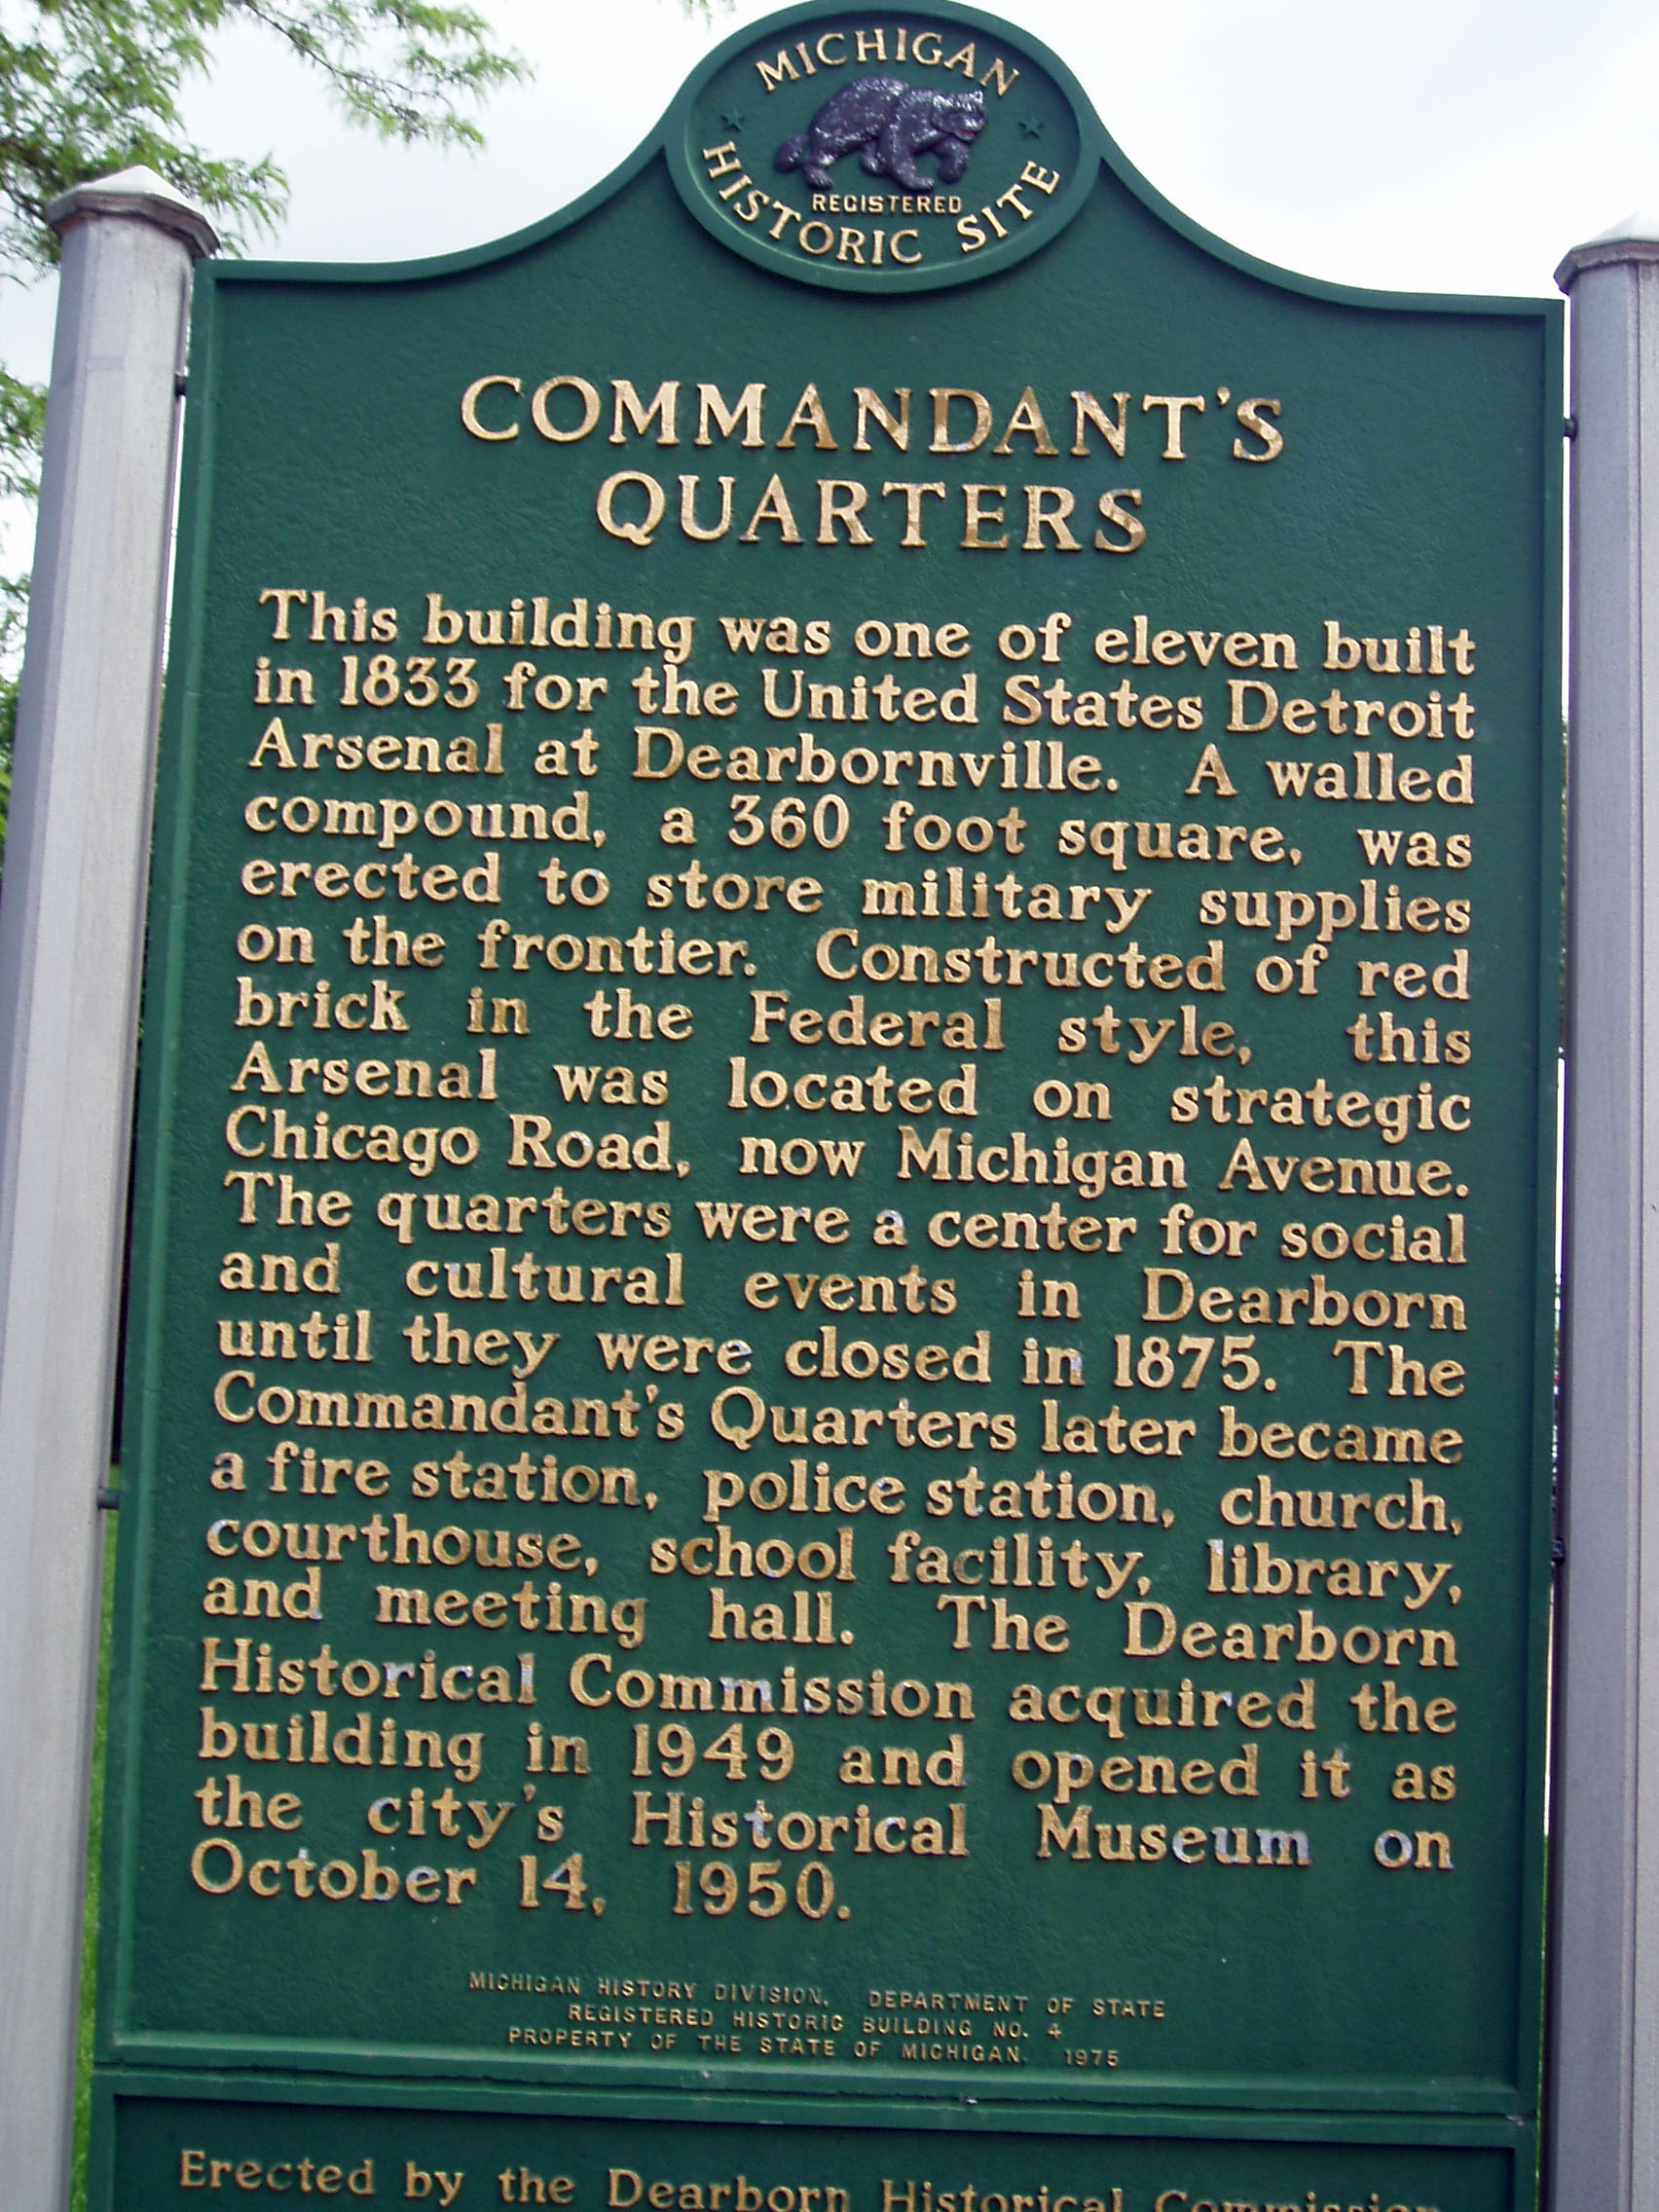 MICHIGAN
REGISTERED
HISTORIC SITE
COMMANDANT'S
QUARTERS
This building was one of eleven built
in 1833 for the United States Detroit
Arsenal at Dearbornville. A walled
compound, a 360 foot square, was
erected to store military supplies
on the frontier. Constructed of red
brick in the Federal style, this
Arsenal was located on strategic
Chicago Road, now Michigan Avenue.
The quarters were a center for social
and cultural events in Dearborn
until they were closed in 1875. The
Commandant's Quarters later became
a fire station, police station, church,
courthouse, school facility, library,
and meeting hall. The Dearborn
Historical Commission acquired the
building in 1949 and opened it as
the city's Historical Museum on
October 14, 1950.
MICHIGAN HISTORY DIVISION, DEPARTMENT OF STATE
REGISTERED HISTORIC BUILDING NO. 4
PROPERTY OF THE STATE OF MICHIGAN, 1975
Erected by the Dearborn Historical Commission